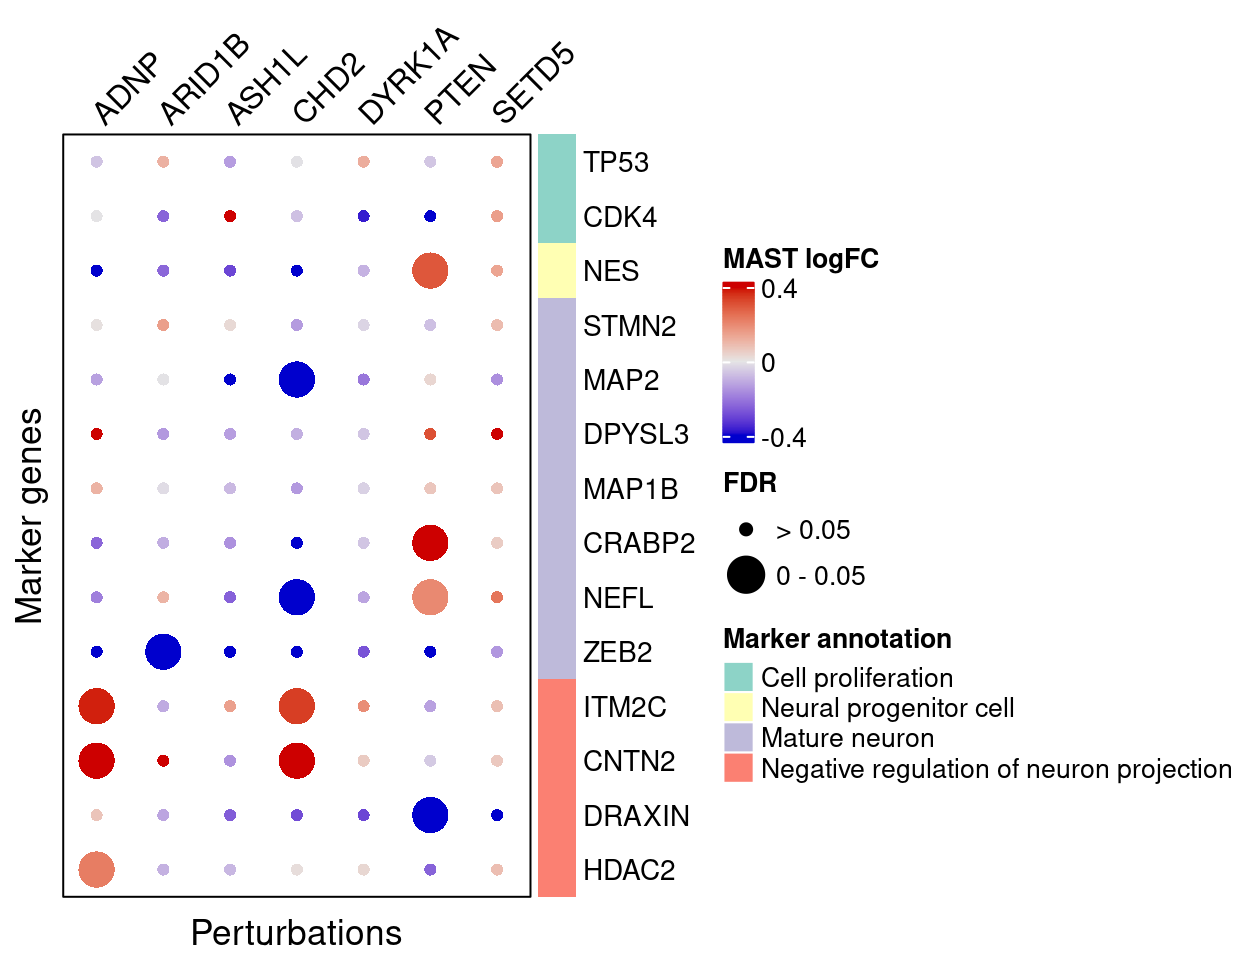 ADNP
ARID1B
ASH1L
CHD2
DYRK1A
PTEN
SETD5
Marker genes
TP53
CDK4
NES
STMN2
MAP2
DPYSL3
MAP1B
CRABP2
NEFL
ZEB2
ITM2C
CNTN2
DRAXIN
HDAC2
Perturbations
MAST logFC
0.4
0
-0.4
FDR
> 0.05
0 - 0.05
Marker annotation
Cell proliferation
Neural progenitor cell
Mature neuron
Negative regulation of neuron projection